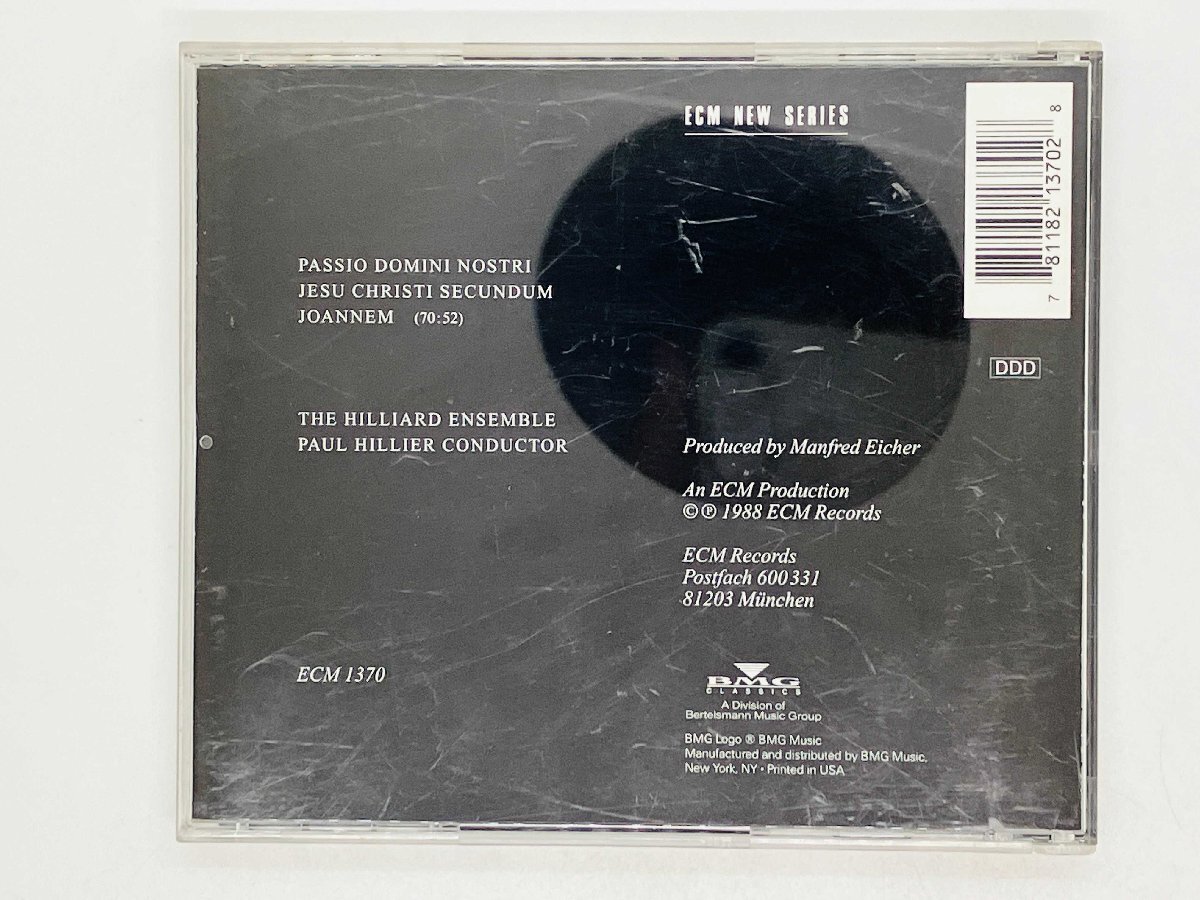 ECM NEW SERIES
7 81182 13702 8
DDD
PASSIO DOMINI NOSTRI
JESU CHRISTI SECUNDUM
JOANNEM (70:52)
THE HILLIARD ENSEMBLE
PAUL HILLIER CONDUCTOR
Produced by Manfred Eicher
An ECM Production
© ℗ 1988 ECM Records
ECM Records
Postfach 600 331
81203 München
ECM 1370
BMG
CLASSICS
A Division of
Bertelsmann Music Group
BMG Logo ® BMG Music
Manufactured and distributed by BMG Music,
New York, NY • Printed in USA